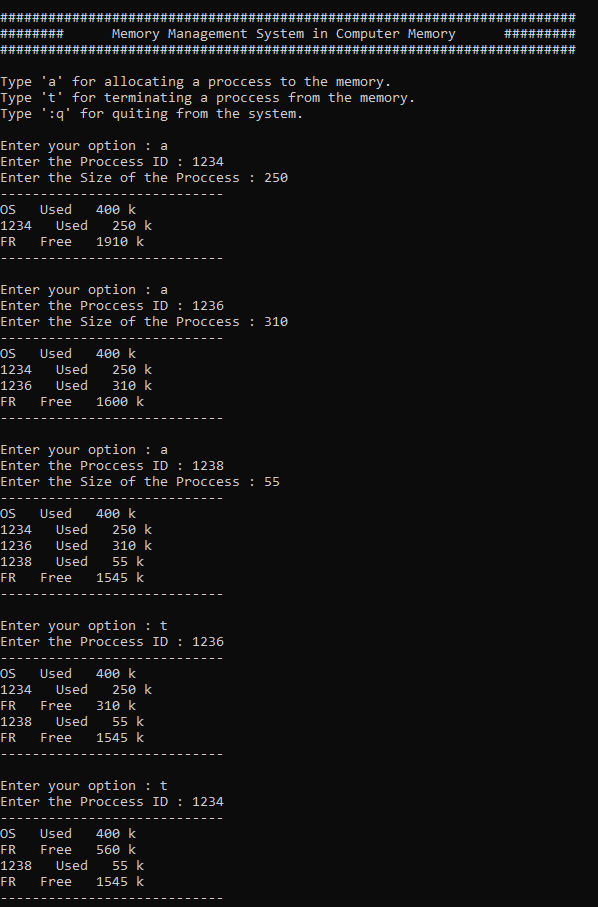 ########################################################################
########      Memory Management System in Computer Memory      #########
########################################################################
Type 'a' for allocating a proccess to the memory.
Type 't' for terminating a proccess from the memory.
Type ':q' for quiting from the system.
Enter your option : a
Enter the Proccess ID : 1234
Enter the Size of the Proccess : 250
----------------------------
OS   Used   400 k
1234   Used   250 k
FR   Free   1910 k
----------------------------
Enter your option : a
Enter the Proccess ID : 1236
Enter the Size of the Proccess : 310
----------------------------
OS   Used   400 k
1234   Used   250 k
1236   Used   310 k
FR   Free   1600 k
----------------------------
Enter your option : a
Enter the Proccess ID : 1238
Enter the Size of the Proccess : 55
----------------------------
OS   Used   400 k
1234   Used   250 k
1236   Used   310 k
1238   Used   55 k
FR   Free   1545 k
----------------------------
Enter your option : t
Enter the Proccess ID : 1236
----------------------------
OS   Used   400 k
1234   Used   250 k
FR   Free   310 k
1238   Used   55 k
FR   Free   1545 k
----------------------------
Enter your option : t
Enter the Proccess ID : 1234
----------------------------
OS   Used   400 k
FR   Free   560 k
1238   Used   55 k
FR   Free   1545 k
----------------------------